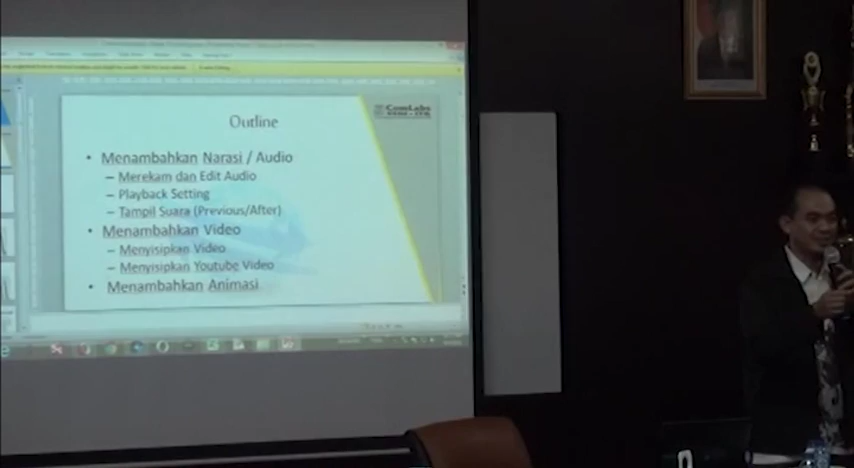 Outline
ComLabs
• Menambahkan Narasi / Audio
– Merekam dan Edit Audio
– Playback Setting
– Tampil Suara (Previous/After)
• Menambahkan Video
– Menyisipkan Video
– Menyisipkan Youtube Video
• Menambahkan Animasi